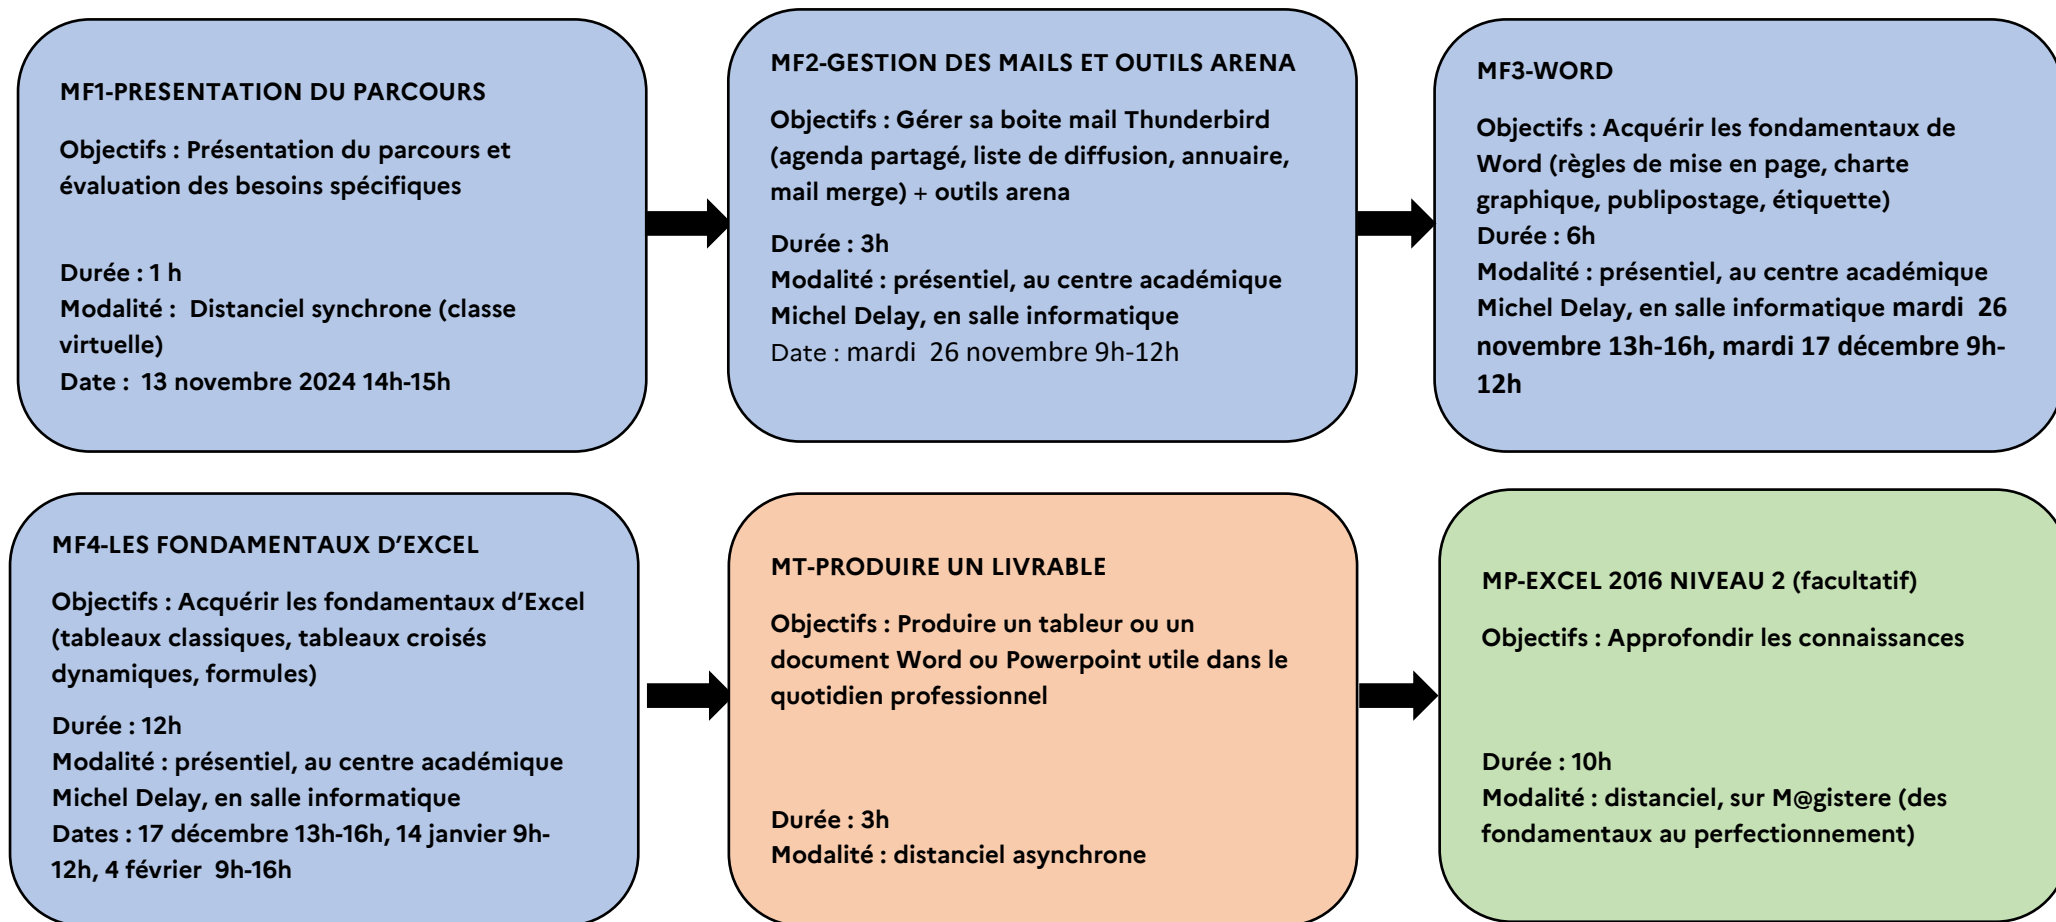 MF1-PRESENTATION DU PARCOURS
Objectifs : Présentation du parcours et
évaluation des besoins spécifiques
Durée : 1 h
Modalité :  Distanciel synchrone (classe
virtuelle)
Date :  13 novembre 2024 14h-15h
MF2-GESTION DES MAILS ET OUTILS ARENA
Objectifs : Gérer sa boite mail Thunderbird
(agenda partagé, liste de diffusion, annuaire,
mail merge) + outils arena
Durée : 3h
Modalité : présentiel, au centre académique
Michel Delay, en salle informatique
Date : mardi  26 novembre 9h-12h
MF3-WORD
Objectifs : Acquérir les fondamentaux de
Word (règles de mise en page, charte
graphique, publipostage, étiquette)
Durée : 6h
Modalité : présentiel, au centre académique
Michel Delay, en salle informatique mardi  26
novembre 13h-16h, mardi 17 décembre 9h-
12h
MF4-LES FONDAMENTAUX D’EXCEL
Objectifs : Acquérir les fondamentaux d’Excel
(tableaux classiques, tableaux croisés
dynamiques, formules)
Durée : 12h
Modalité : présentiel, au centre académique
Michel Delay, en salle informatique
Dates : 17 décembre 13h-16h, 14 janvier 9h-
12h, 4 février  9h-16h
MT-PRODUIRE UN LIVRABLE
Objectifs : Produire un tableur ou un
document Word ou Powerpoint utile dans le
quotidien professionnel
Durée : 3h
Modalité : distanciel asynchrone
MP-EXCEL 2016 NIVEAU 2 (facultatif)
Objectifs : Approfondir les connaissances
Durée : 10h
Modalité : distanciel, sur M@gistere (des
fondamentaux au perfectionnement)